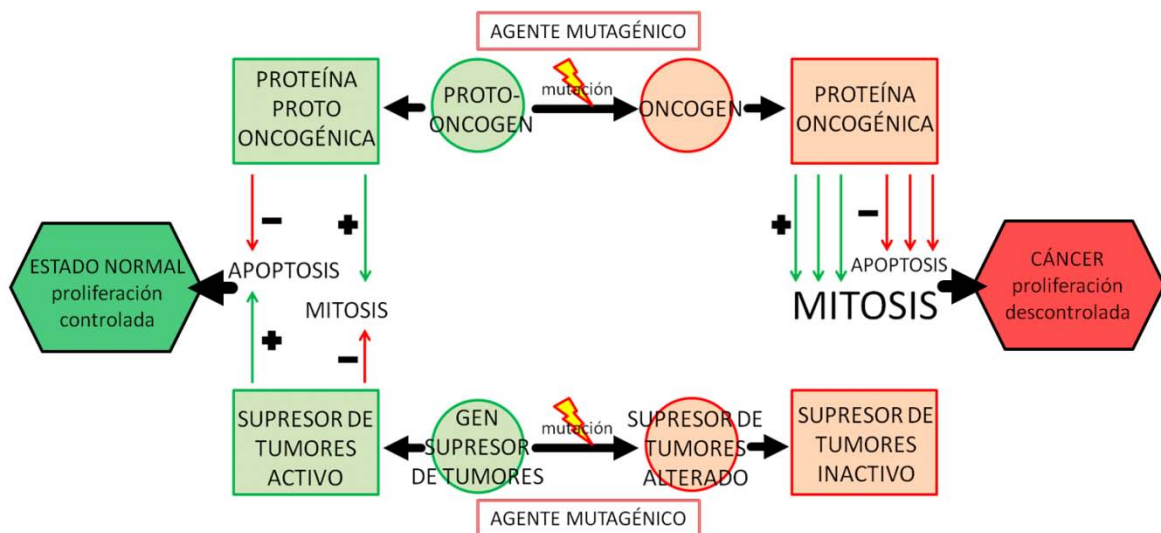 AGENTE MUTAGÉNICO
PROTEÍNA
PROTO
ONCOGÉNICA
PROTO-
ONCOGEN
mutación
ONCOGEN
PROTEÍNA
ONCOGÉNICA
−
+
+
−
ESTADO NORMAL
proliferación
controlada
APOPTOSIS
MITOSIS
APOPTOSIS
MITOSIS
CÁNCER
proliferación
descontrolada
+
−
SUPRESOR DE
TUMORES
ACTIVO
GEN
SUPRESOR
DE TUMORES
mutación
SUPRESOR DE
TUMORES
ALTERADO
SUPRESOR DE
TUMORES
INACTIVO
AGENTE MUTAGÉNICO